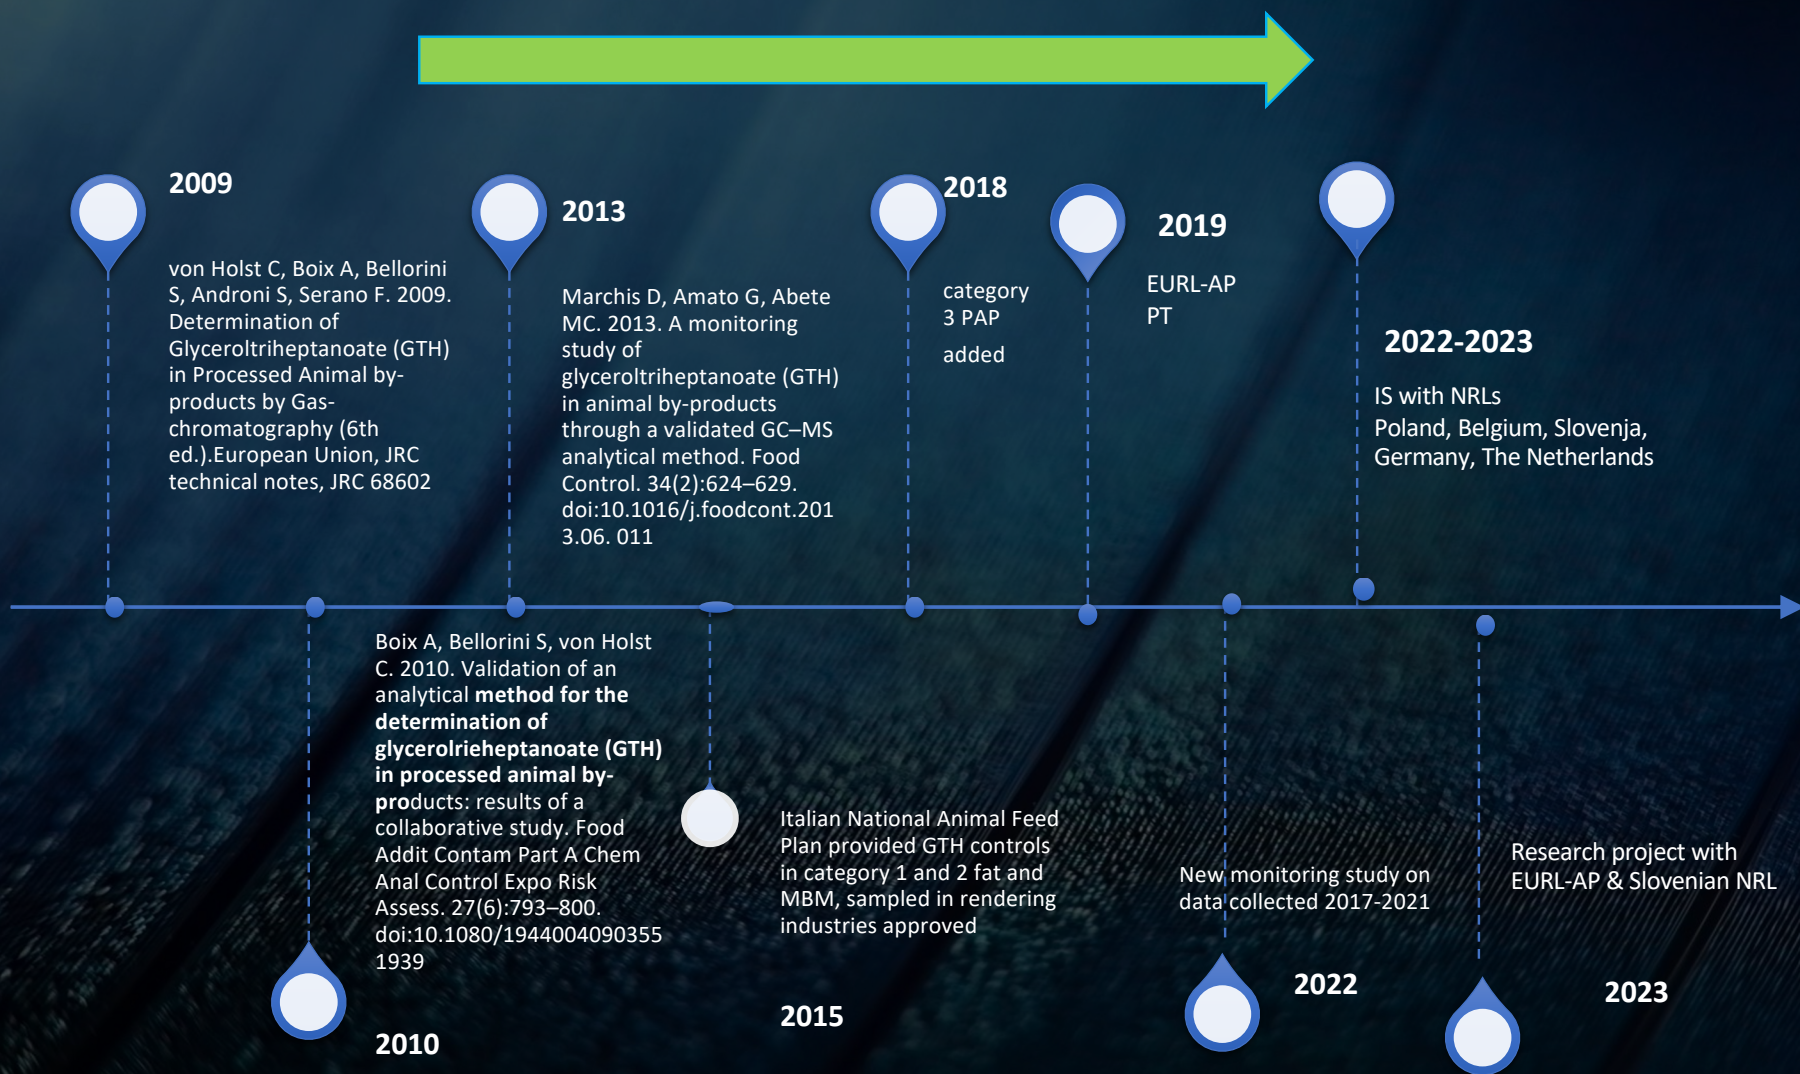 2009
von Holst C, Boix A, Bellorini
S, Androni S, Serano F. 2009.
Determination of
Glyceroltriheptanoate (GTH)
in Processed Animal by-
products by Gas-
chromatography (6th
ed.).European Union, JRC
technical notes, JRC 68602
2013
Marchis D, Amato G, Abete
MC. 2013. A monitoring
study of
glyceroltriheptanoate (GTH)
in animal by-products
through a validated GC–MS
analytical method. Food
Control. 34(2):624–629.
doi:10.1016/j.foodcont.201
3.06. 011
2018
category
3 PAP
added
2019
EURL-AP
PT
2022-2023
IS with NRLs
Poland, Belgium, Slovenja,
Germany, The Netherlands
Boix A, Bellorini S, von Holst
C. 2010. Validation of an
analytical method for the
determination of
glycerolrieheptanoate (GTH)
in processed animal by-
products: results of a
collaborative study. Food
Addit Contam Part A Chem
Anal Control Expo Risk
Assess. 27(6):793–800.
doi:10.1080/1944004090355
1939
2010
Italian National Animal Feed
Plan provided GTH controls
in category 1 and 2 fat and
MBM, sampled in rendering
industries approved
2015
New monitoring study on
data collected 2017-2021
2022
Research project with
EURL-AP & Slovenian NRL
2023